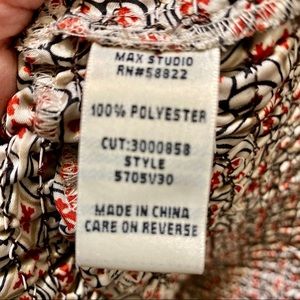 MAX STUDIO
RN#58822
100% POLYESTER
CUT:3000858
STYLE
5705V30
MADE IN CHINA
CARE ON REVERSE